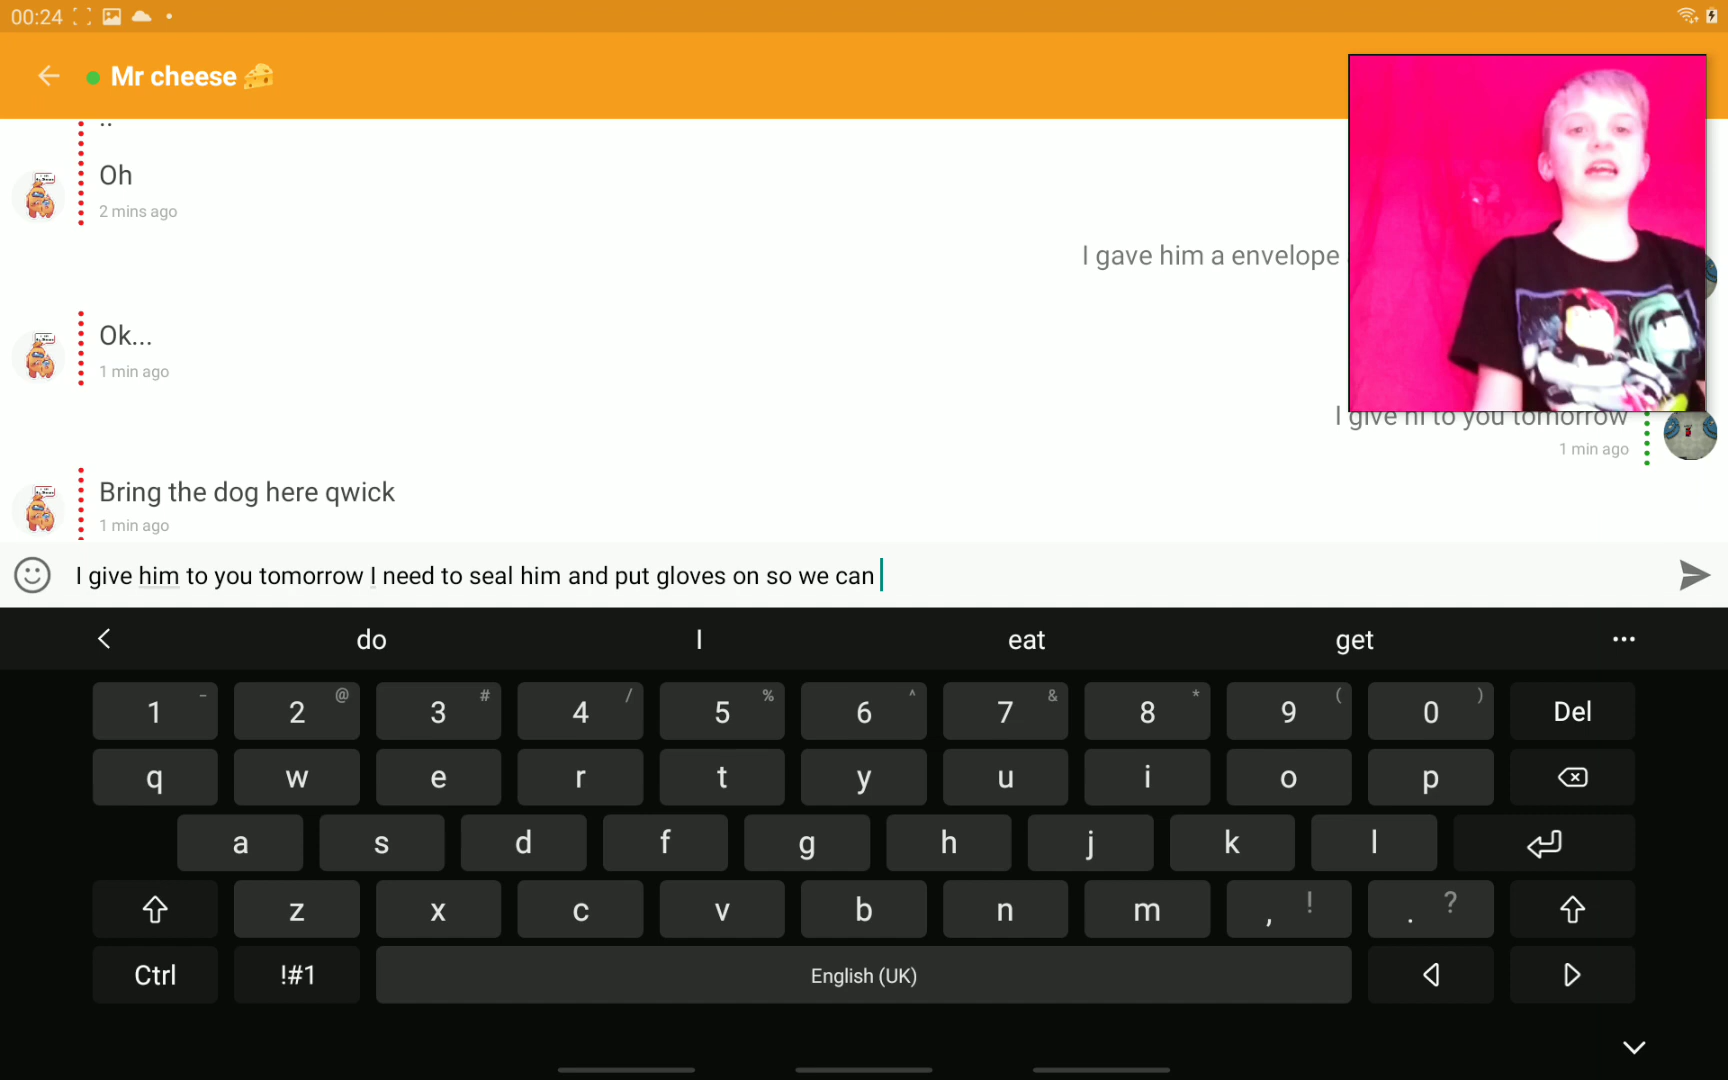 00:24
Mr cheese
..
Oh
2 mins ago
I gave him a envelope
Ok...
1 min ago
I give hi to you tomorrow
1 min ago
Bring the dog here qwick
1 min ago
I give him to you tomorrow I need to seal him and put gloves on so we can
do I eat get ...
1 - 2 @ 3 # 4 / 5 % 6 ^ 7 & 8 * 9 ( 0 ) Del
q w e r t y u i o p
a s d f g h j k l
z x c v b n m , ! . ?
Ctrl !#1 English (UK)